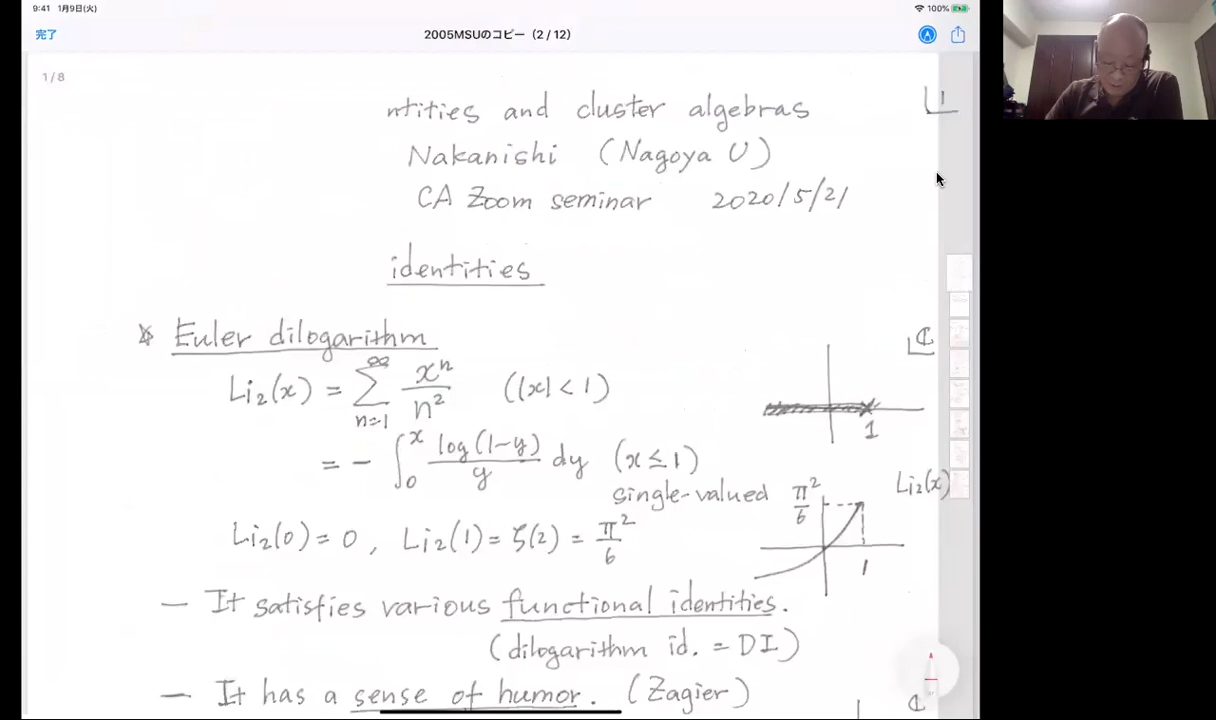 9:41 1月9日(火)
100%
完了
2005MSUのコピー (2 / 12)
1 / 8
ntities and cluster algebras
1
Nakanishi (Nagoya U)
CA Zoom seminar 2020/5/21
identities
Euler dilogarithm
ℂ
Li₂(x) = ∑_{n=1}^{∞} xⁿ/n² (|x| < 1)
1
= − ∫₀ˣ log(1−y)/y dy (x ≤ 1)
single-valued
π²/6
Li₂(x)
Li₂(0) = 0 , Li₂(1) = ζ(2) = π²/6
1
— It satisfies various functional identities.
(dilogarithm id. = DI)
— It has a sense of humor. (Zagier)
ℂ